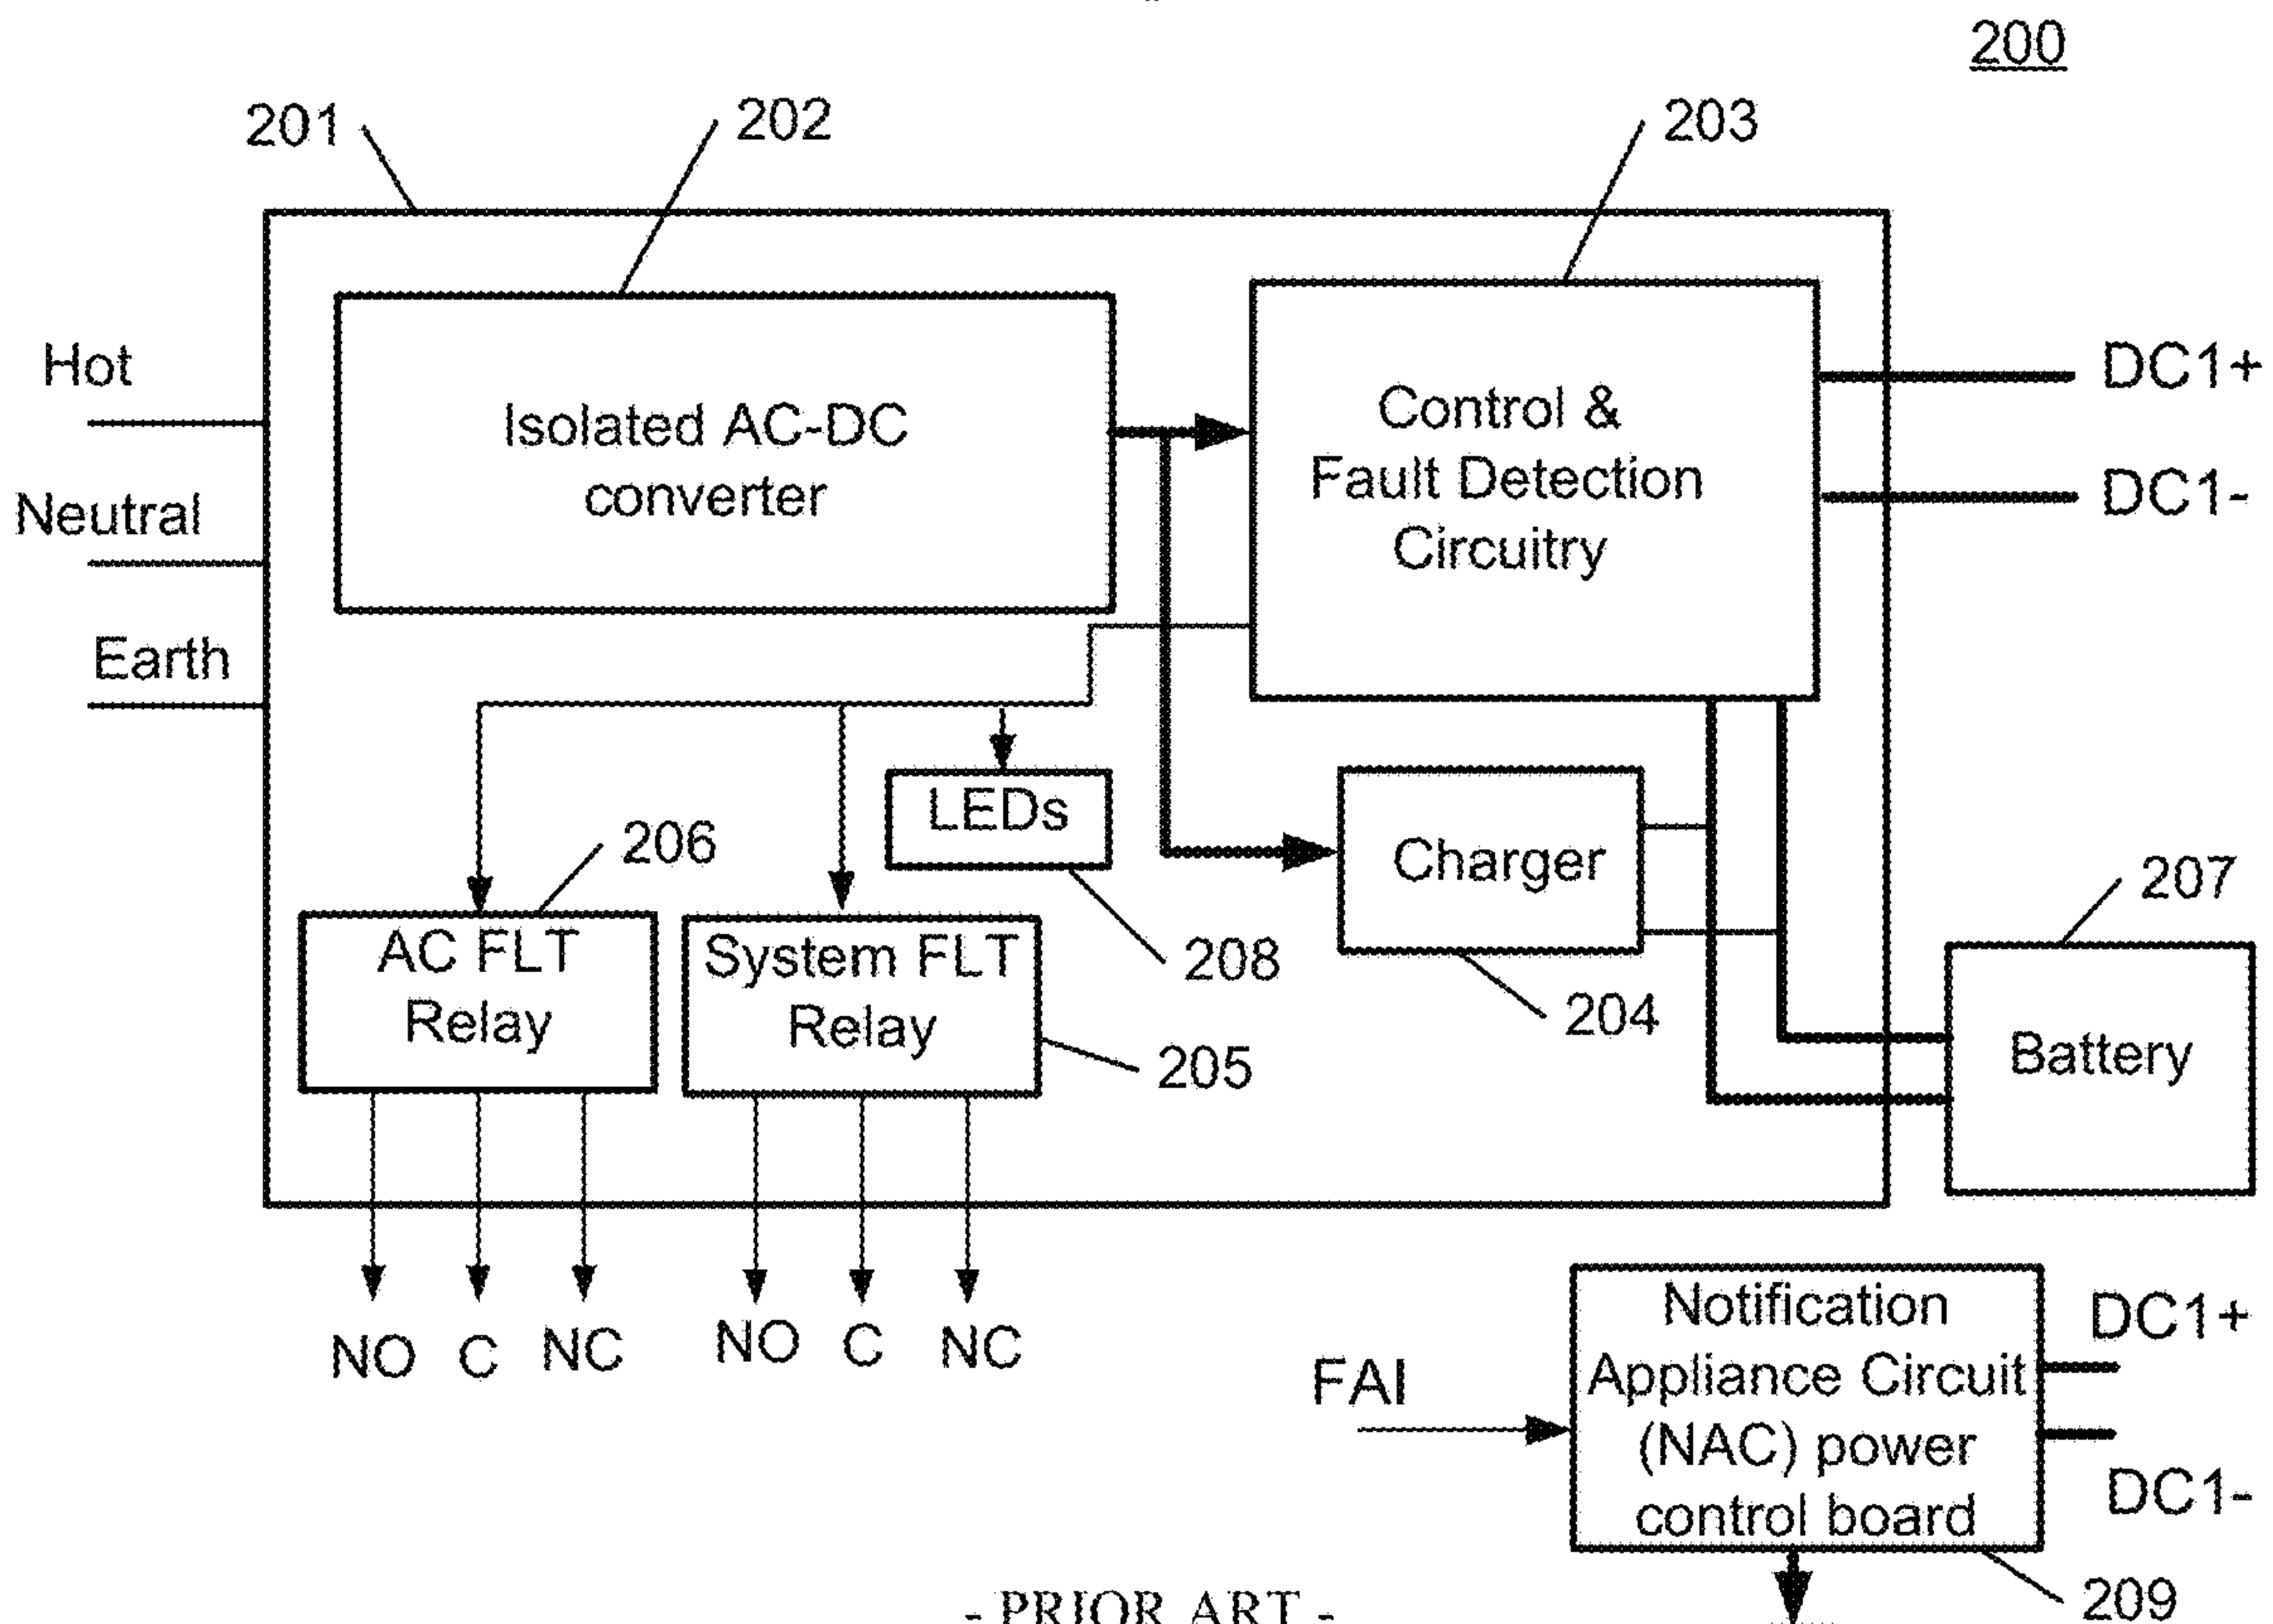 200
201
202
203
Hot
Neutral
Earth
Isolated AC-DC
converter
Control &
Fault Detection
Circuitry
DC1+
DC1-
LEDs
208
Charger
204
206
AC FLT
Relay
System FLT
Relay
205
207
Battery
NO C NC
NO C NC
FAI
Notification
Appliance Circuit
(NAC) power
control board
DC1+
DC1-
209
- PRIOR ART -